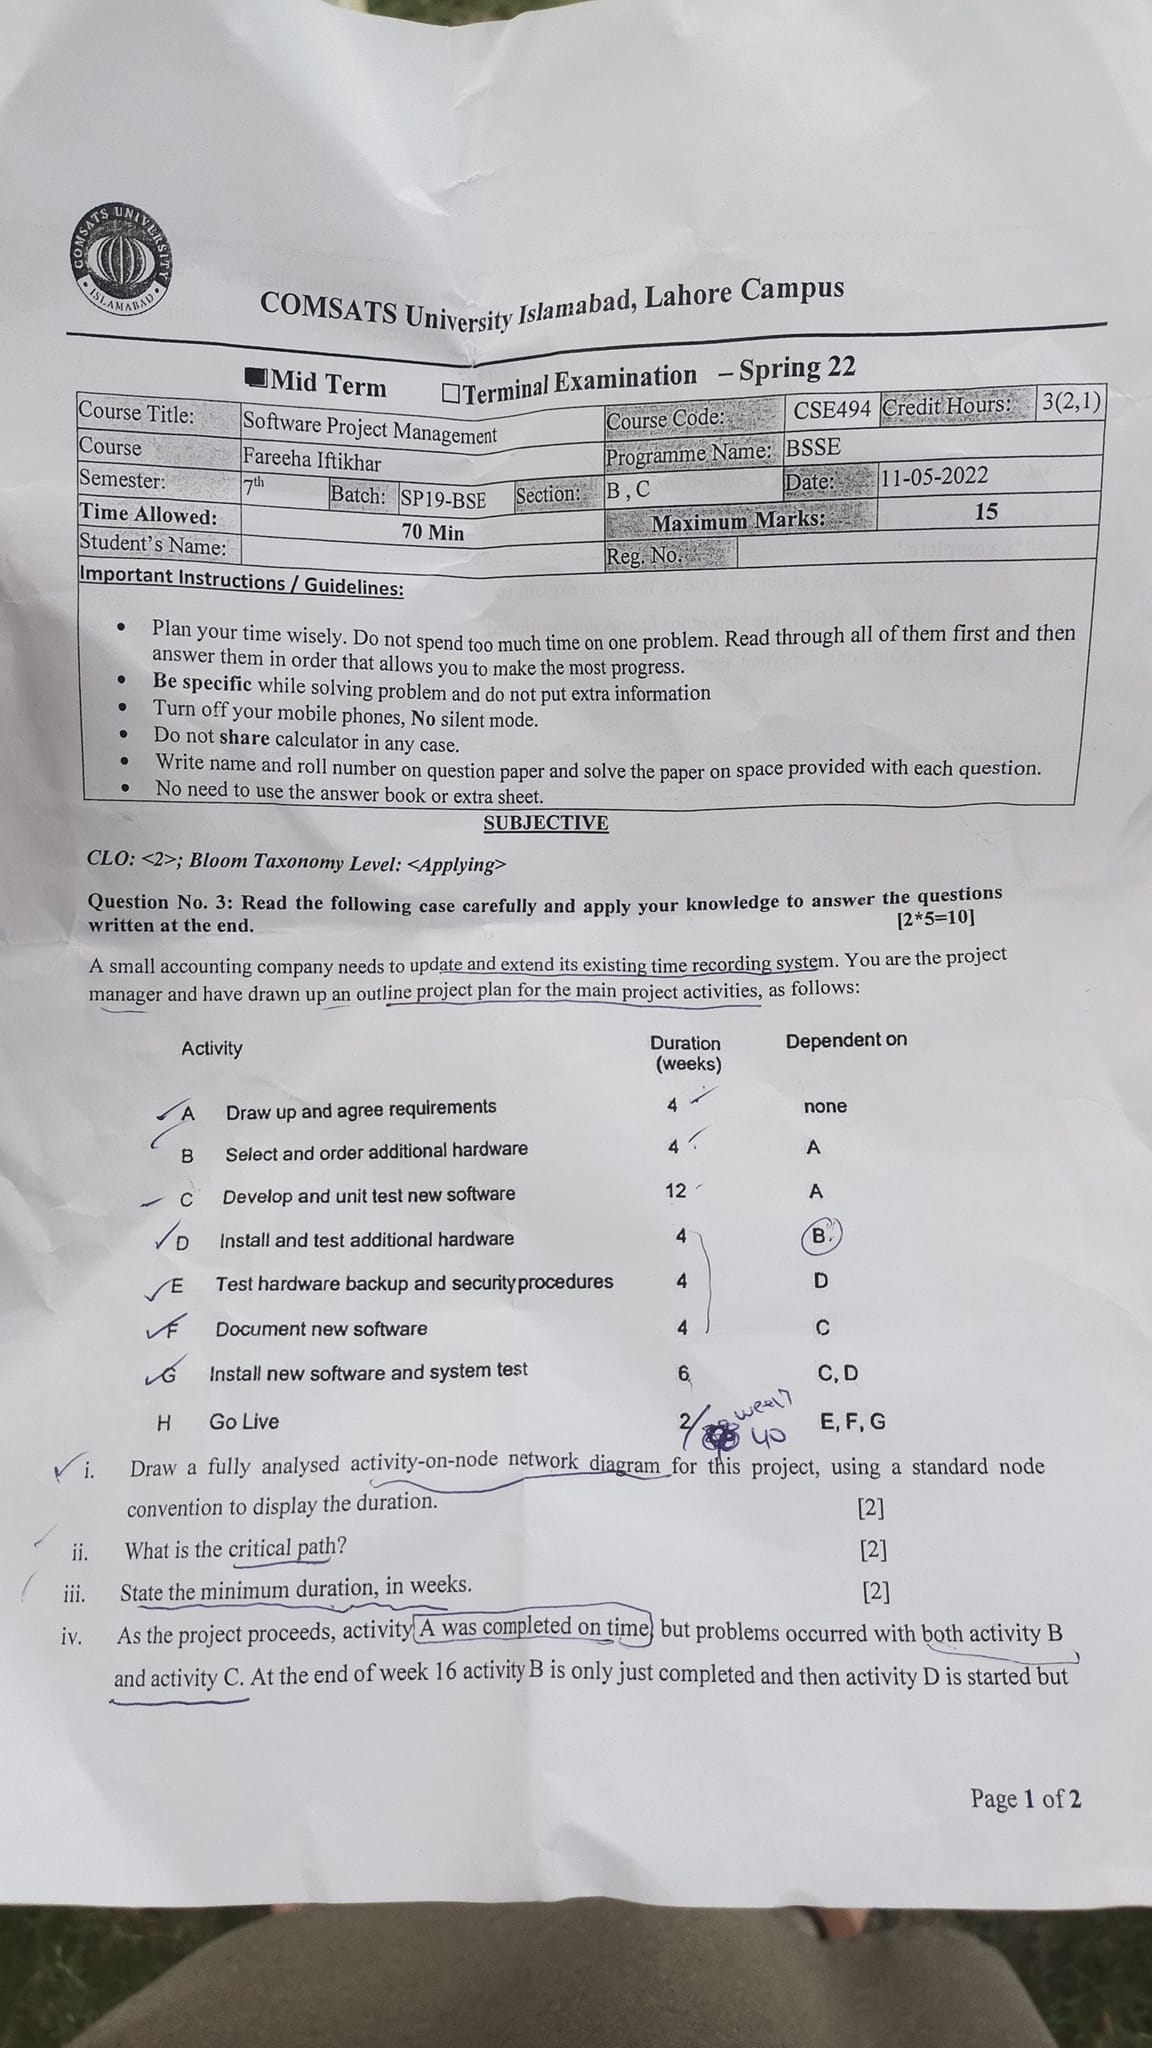 COMSATS UNIVERSITY
ISLAMABAD
COMSATS University Islamabad, Lahore Campus
■Mid Term □Terminal Examination – Spring 22
Course Title: Software Project Management Course Code: CSE494 Credit Hours: 3(2,1)
Course Fareeha Iftikhar Programme Name: BSSE
Semester: 7th Batch: SP19-BSE Section: B , C Date: 11-05-2022
Time Allowed: 70 Min Maximum Marks: 15
Student's Name: Reg. No.
Important Instructions / Guidelines:
• Plan your time wisely. Do not spend too much time on one problem. Read through all of them first and then
answer them in order that allows you to make the most progress.
• Be specific while solving problem and do not put extra information
• Turn off your mobile phones, No silent mode.
• Do not share calculator in any case.
• Write name and roll number on question paper and solve the paper on space provided with each question.
• No need to use the answer book or extra sheet.
SUBJECTIVE
CLO: <2>; Bloom Taxonomy Level: <Applying>
Question No. 3: Read the following case carefully and apply your knowledge to answer the questions
written at the end. [2*5=10]
A small accounting company needs to update and extend its existing time recording system. You are the project
manager and have drawn up an outline project plan for the main project activities, as follows:
Activity Duration Dependent on
(weeks)
A Draw up and agree requirements 4 none
B Select and order additional hardware 4 A
C Develop and unit test new software 12 A
D Install and test additional hardware 4 B
E Test hardware backup and security procedures 4 D
F Document new software 4 C
G Install new software and system test 6 C, D
H Go Live 2 E, F, G
week
40
i. Draw a fully analysed activity-on-node network diagram for this project, using a standard node
convention to display the duration. [2]
ii. What is the critical path? [2]
iii. State the minimum duration, in weeks. [2]
iv. As the project proceeds, activity A was completed on time, but problems occurred with both activity B
and activity C. At the end of week 16 activity B is only just completed and then activity D is started but
Page 1 of 2